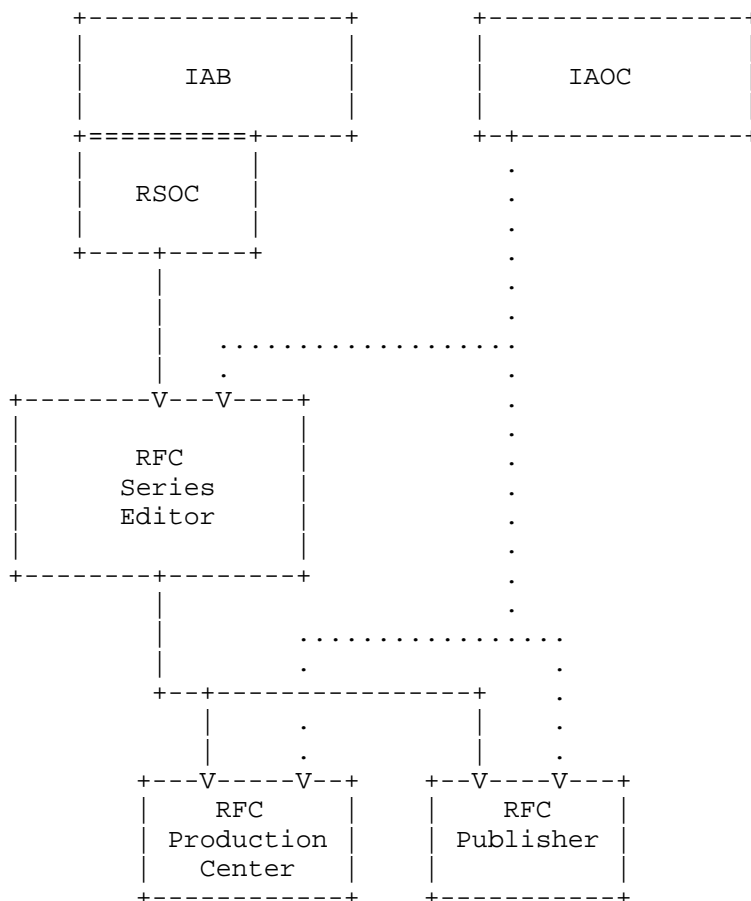 IAB IAOC
RSOC
RFC
Series
Editor
RFC RFC
Production Publisher
Center